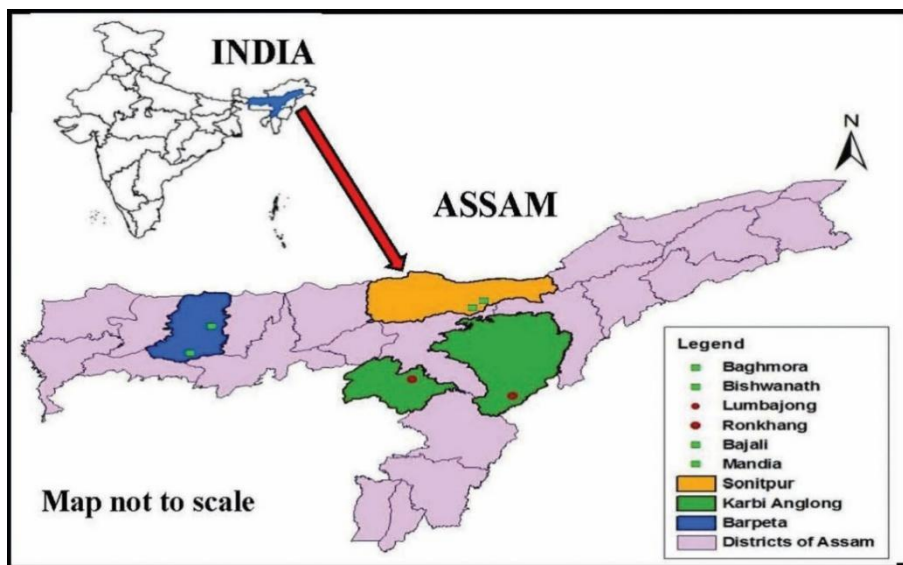 INDIA
N
ASSAM
Legend
Baghmora
Bishwanath
Lumbajong
Ronkhang
Bajali
Mandia
Sonitpur
Karbi Anglong
Barpeta
Districts of Assam
Map not to scale